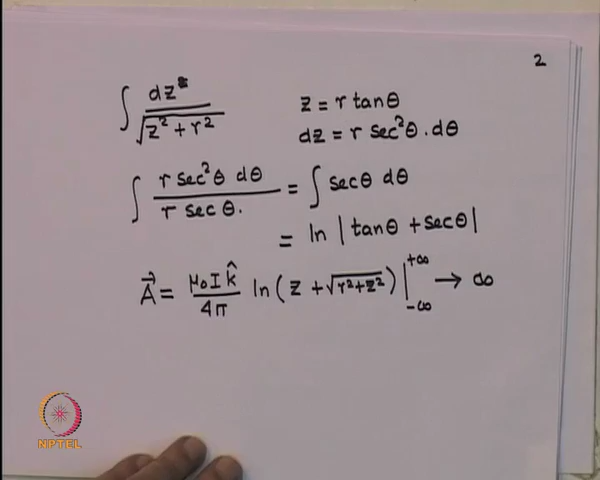 2
∫ dz / √(z² + r²)    z = r tanθ
dz = r sec²θ . dθ
∫ r sec²θ dθ / r secθ. = ∫ secθ dθ
= ln | tanθ + secθ |
A⃗ = μ₀I k̂ / 4π ln ( z + √(r²+z²) ) |₋∞^+∞ → ∞
NPTEL